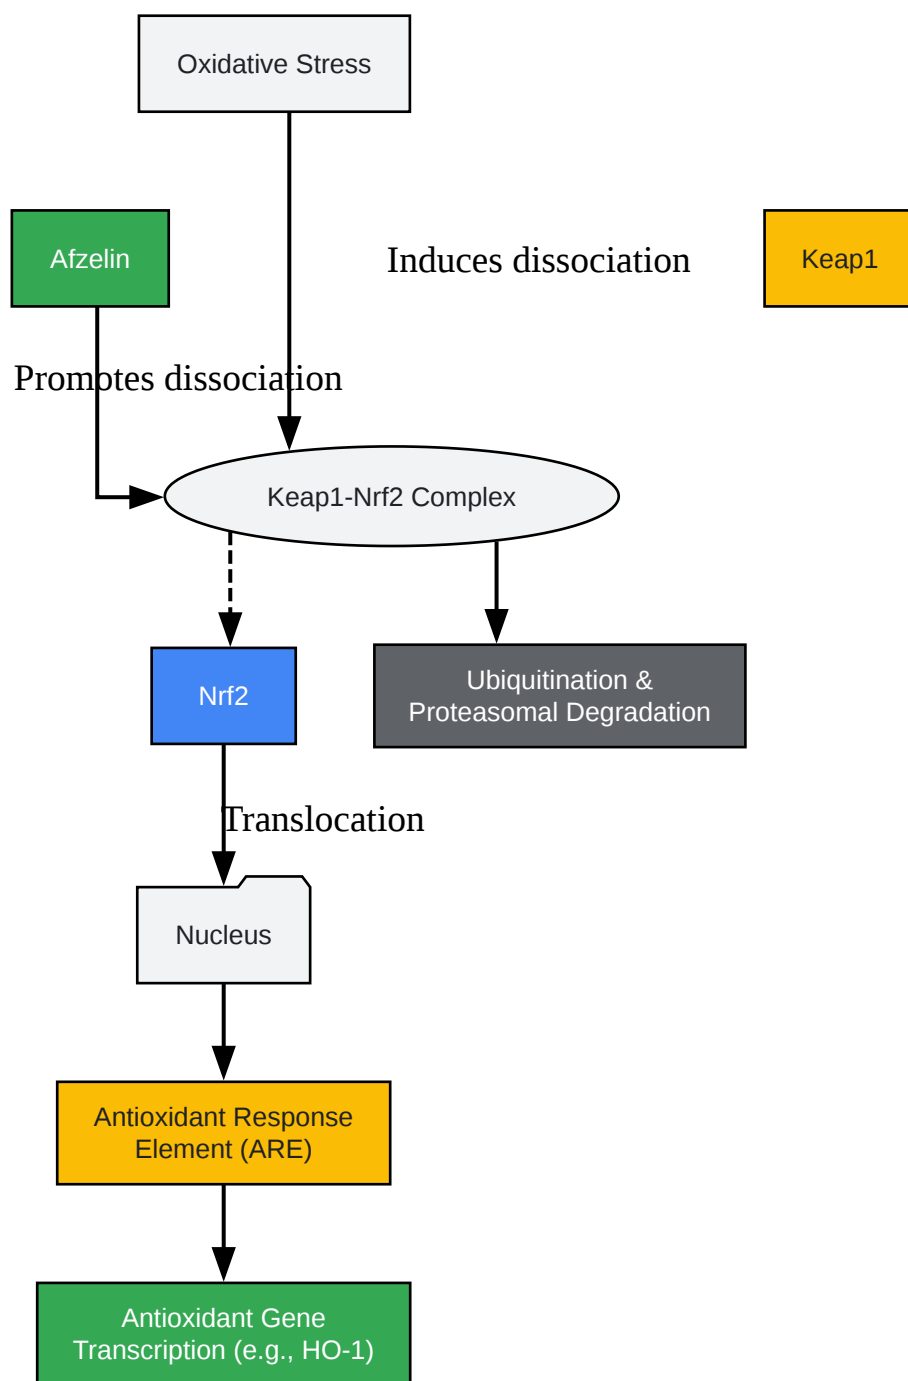 Oxidative Stress
Afzelin
Induces dissociation
Keap1
Promotes dissociation
Keap1-Nrf2 Complex
Nrf2
Ubiquitination &
Proteasomal Degradation
Translocation
Nucleus
Antioxidant Response
Element (ARE)
Antioxidant Gene
Transcription (e.g., HO-1)